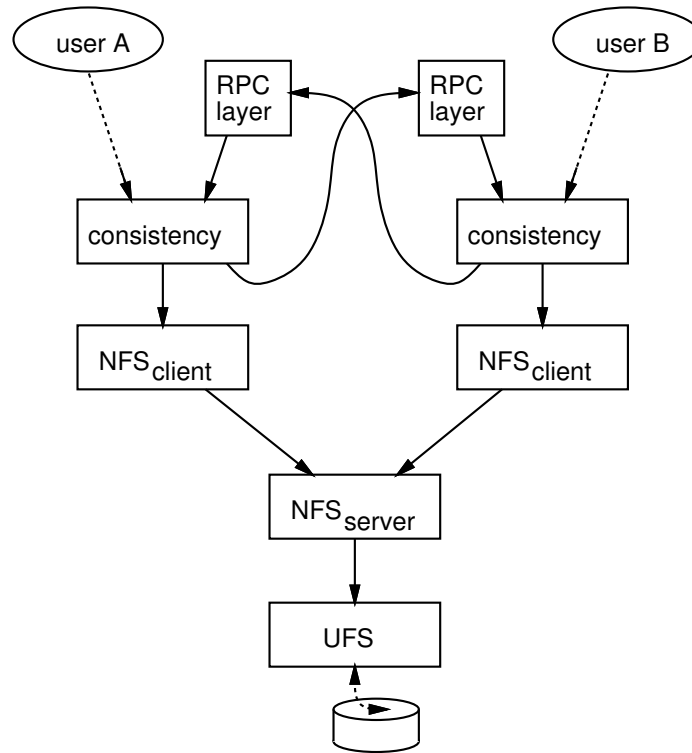 user A
user B
RPC
layer
RPC
layer
consistency
consistency
NFSclient
NFSclient
NFSserver
UFS